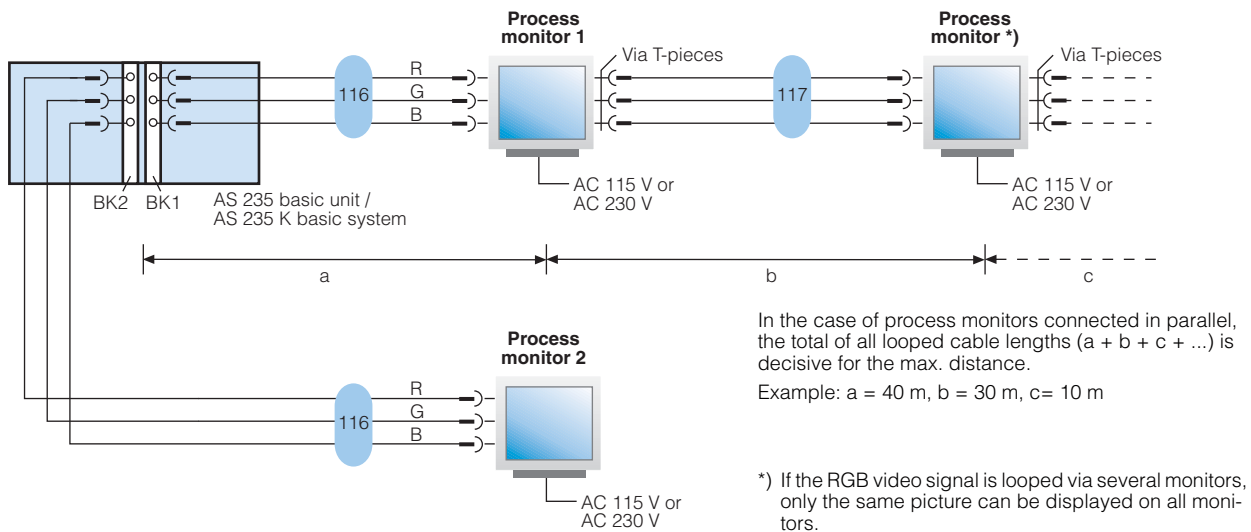 Process
monitor 1
Process
monitor *)
Via T-pieces
Via T-pieces
R
G
B
116
117
BK2
BK1
AS 235 basic unit /
AS 235 K basic system
AC 115 V or
AC 230 V
AC 115 V or
AC 230 V
a
b
c
In the case of process monitors connected in parallel,
the total of all looped cable lengths (a + b + c + ...) is
decisive for the max. distance.
Example: a = 40 m, b = 30 m, c= 10 m
Process
monitor 2
R
G
B
116
AC 115 V or
AC 230 V
*) If the RGB video signal is looped via several monitors,
only the same picture can be displayed on all moni-
tors.